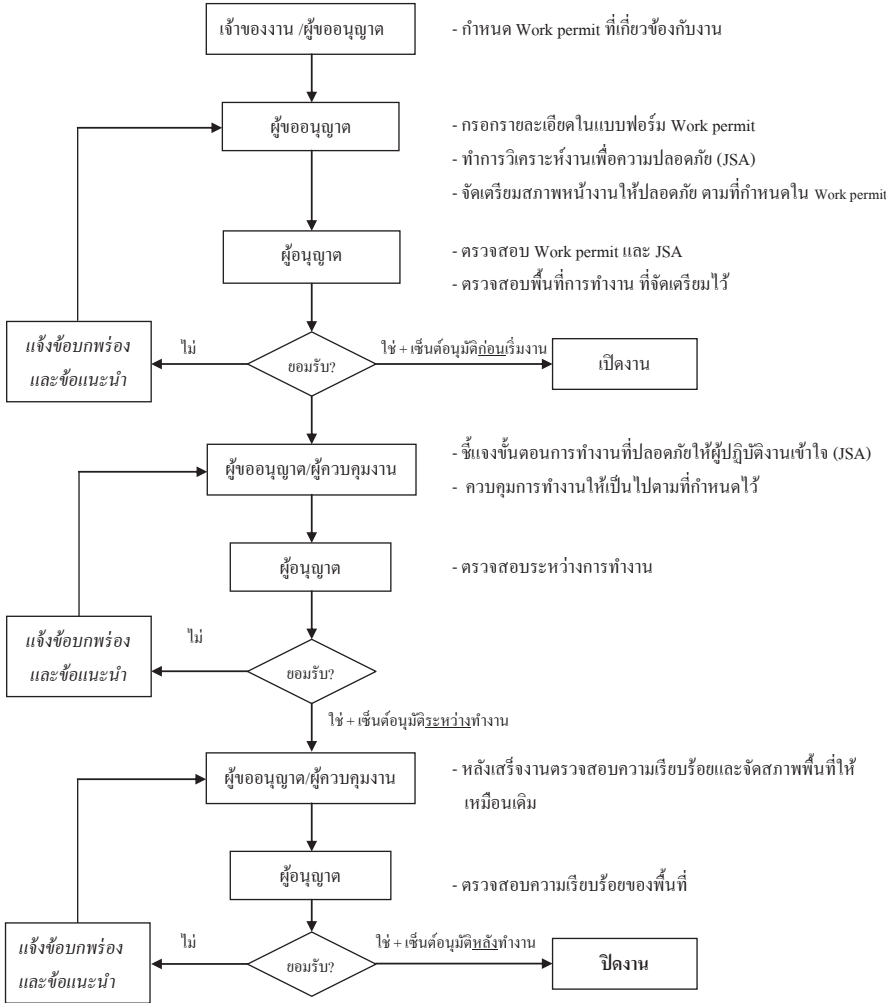 เจ้าของงาน /ผู้ขออนุญาต
- กำหนด Work permit ที่เกี่ยวข้องกับงาน
ผู้ขออนุญาต
- กรอกรายละเอียดในแบบฟอร์ม Work permit
- ทำการวิเคราะห์งานเพื่อความปลอดภัย (JSA)
- จัดเตรียมสภาพหน้างานให้ปลอดภัย ตามที่กำหนดใน Work permit
ผู้อนุญาต
- ตรวจสอบ Work permit และ JSA
- ตรวจสอบพื้นที่การทำงาน ที่จัดเตรียมไว้
แจ้งข้อบกพร่อง
และข้อแนะนำ
ไม่
ยอมรับ?
ใช่ + เซ็นต์อนุมัติก่อนเริ่มงาน
เปิดงาน
ผู้ขออนุญาต/ผู้ควบคุมงาน
- ชี้แจงขั้นตอนการทำงานที่ปลอดภัยให้ผู้ปฏิบัติงานเข้าใจ (JSA)
- ควบคุมการทำงานให้เป็นไปตามที่กำหนดไว้
ผู้อนุญาต
- ตรวจสอบระหว่างการทำงาน
แจ้งข้อบกพร่อง
และข้อแนะนำ
ไม่
ยอมรับ?
ใช่ + เซ็นต์อนุมัติระหว่างทำงาน
ผู้ขออนุญาต/ผู้ควบคุมงาน
- หลังเสร็จงานตรวจสอบความเรียบร้อยและจัดสภาพพื้นที่ให้
เหมือนเดิม
ผู้อนุญาต
- ตรวจสอบความเรียบร้อยของพื้นที่
แจ้งข้อบกพร่อง
และข้อแนะนำ
ไม่
ยอมรับ?
ใช่ + เซ็นต์อนุมัติหลังทำงาน
ปิดงาน